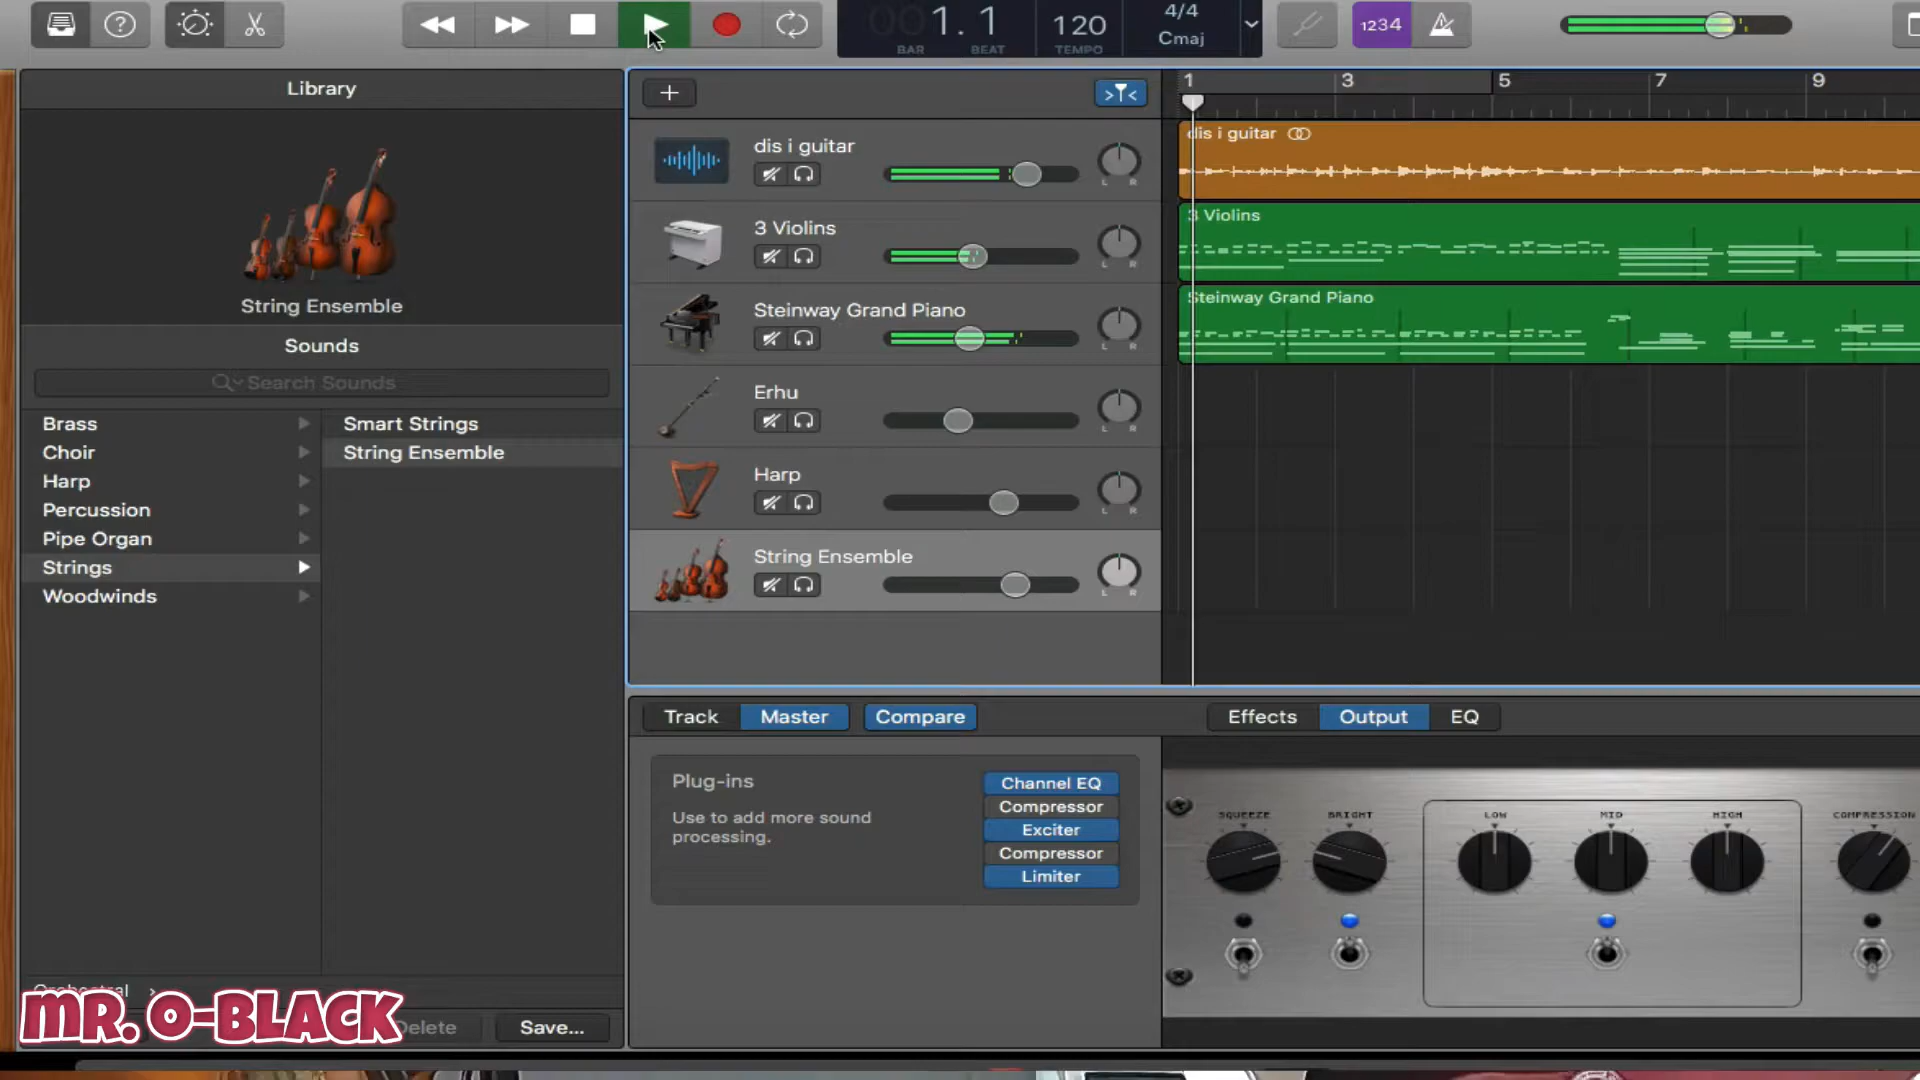 1.1
BAR
BEAT
120
TEMPO
4/4
Cmaj
1234
Library
String Ensemble
Sounds
Search Sounds
Brass
Choir
Harp
Percussion
Pipe Organ
Strings
Woodwinds
Smart Strings
String Ensemble
Orchestral
Delete
Save...
MR. O-BLACK
1
3
5
7
9
dis i guitar
L R
3 Violins
L R
Steinway Grand Piano
L R
Erhu
L R
Harp
L R
String Ensemble
L R
dis i guitar
3 Violins
Steinway Grand Piano
Track
Master
Compare
Effects
Output
EQ
Plug-ins
Use to add more sound
processing.
Channel EQ
Compressor
Exciter
Compressor
Limiter
SQUEEZE
BRIGHT
LOW
MID
HIGH
COMPRESSION